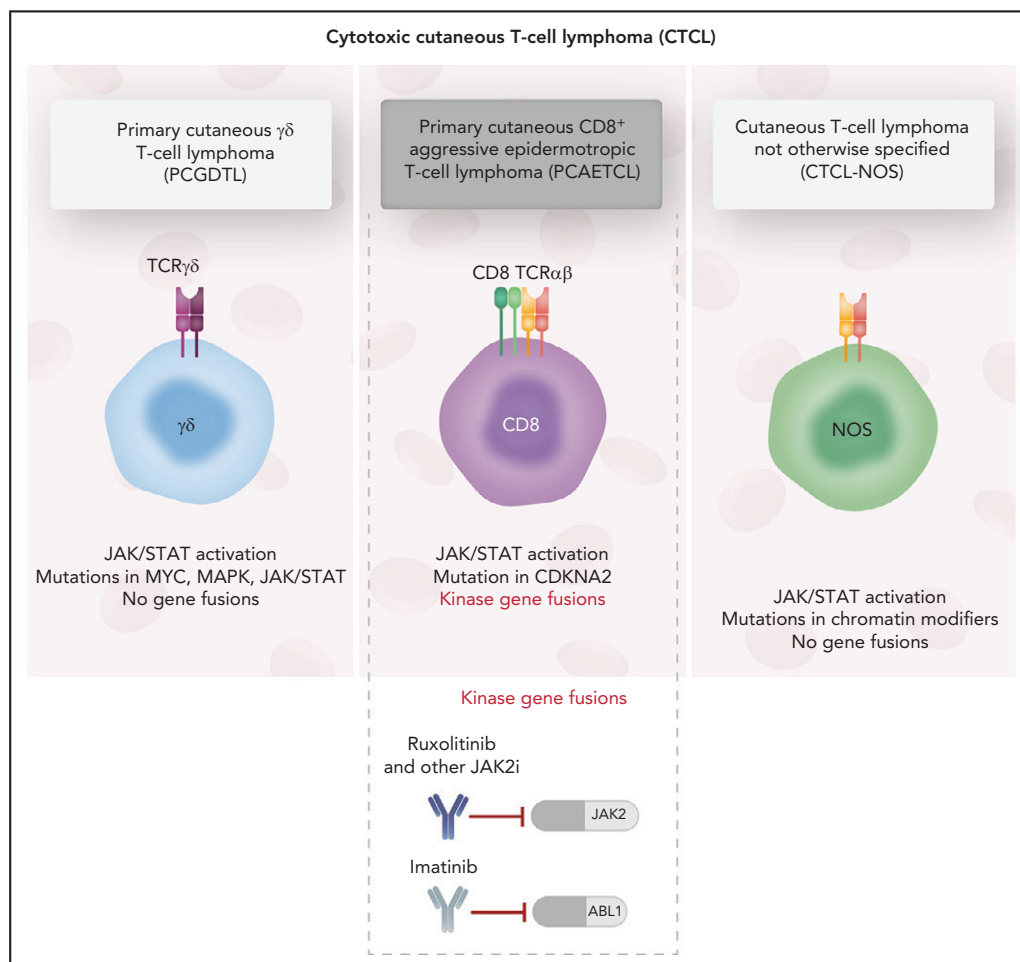 Cytotoxic cutaneous T-cell lymphoma (CTCL)
Primary cutaneous γδ
T-cell lymphoma
(PCGDTL)
TCRγδ
γδ
JAK/STAT activation
Mutations in MYC, MAPK, JAK/STAT
No gene fusions
Primary cutaneous CD8⁺
aggressive epidermotropic
T-cell lymphoma (PCAETCL)
CD8 TCRαβ
CD8
JAK/STAT activation
Mutation in CDKNA2
Kinase gene fusions
Kinase gene fusions
Ruxolitinib
and other JAK2i
JAK2
Imatinib
ABL1
Cutaneous T-cell lymphoma
not otherwise specified
(CTCL-NOS)
NOS
JAK/STAT activation
Mutations in chromatin modifiers
No gene fusions